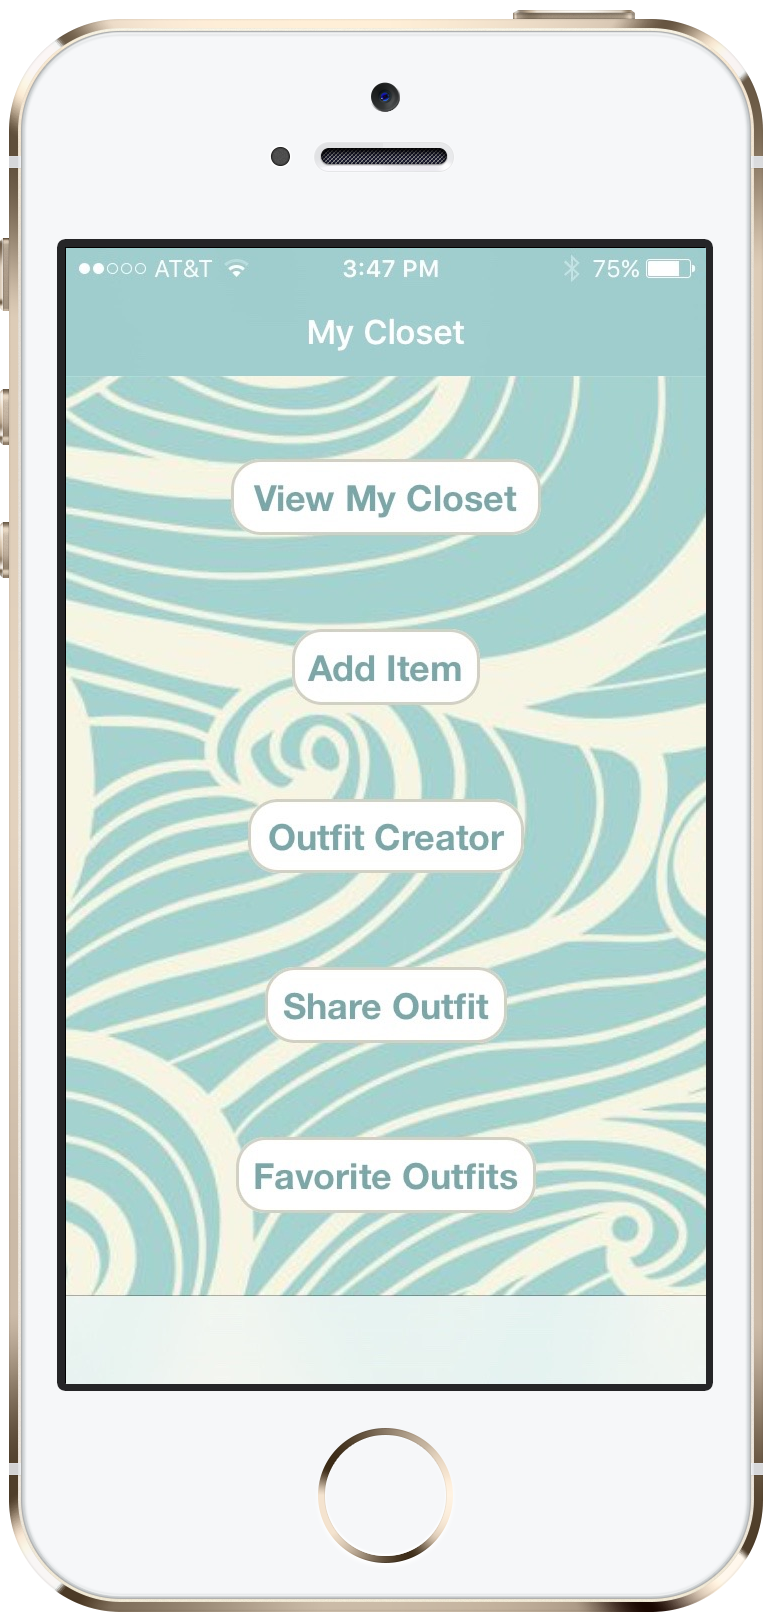 AT&T 3:47 PM 75%
My Closet
View My Closet
Add Item
Outfit Creator
Share Outfit
Favorite Outfits